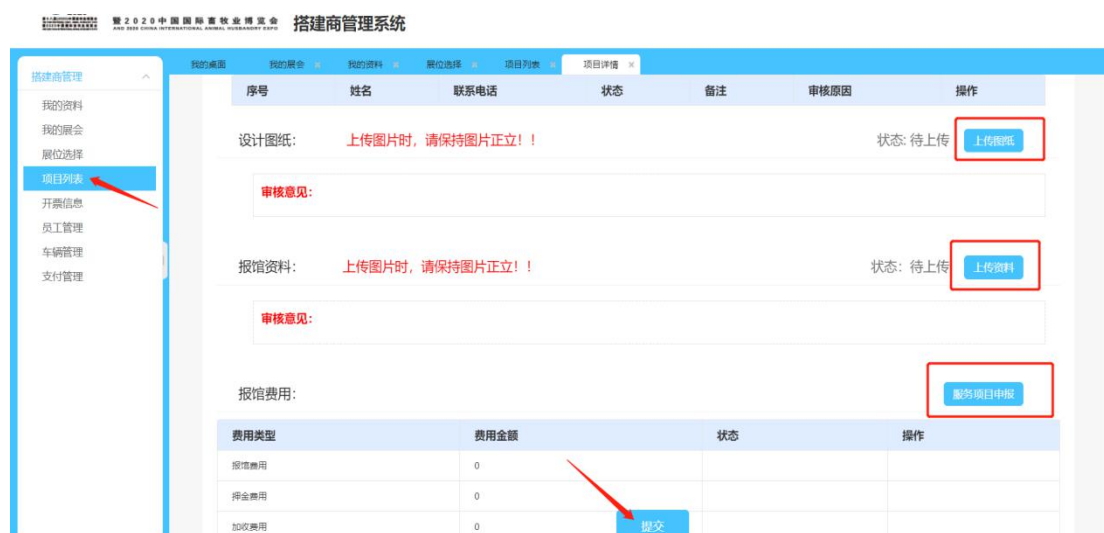 暨2020中国国际畜牧业博览会 搭建商管理系统
AND 2020 CHINA INTERNATIONAL ANIMAL HUSBANDRY EXPO
我的桌面 我的展会 我的资料 展位选择 项目列表 项目详情
搭建商管理
我的资料
我的展会
展位选择
项目列表
开票信息
员工管理
车辆管理
支付管理
序号 姓名 联系电话 状态 备注 审核原因 操作
设计图纸: 上传图片时，请保持图片正立！！ 状态: 待上传 上传图纸
审核意见：
报馆资料: 上传图片时，请保持图片正立！！ 状态：待上传 上传资料
审核意见：
报馆费用: 服务项目申报
费用类型 费用金额 状态 操作
报馆费用 0
押金费用 0
加收费用 0
提交